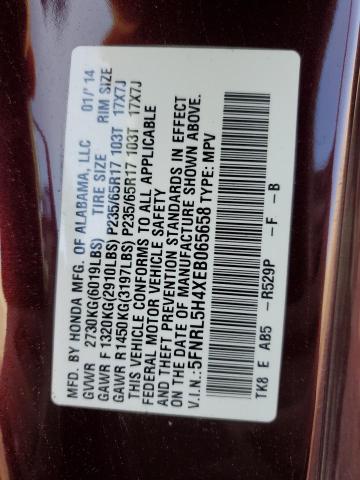 MFD. BY HONDA MFG. OF ALABAMA, LLC 01/'14
GVWR 2730KG(6019LBS) TIRE SIZE RIM SIZE
GAWR F 1320KG(2910LBS) P235/65R17 103T 17X7J
GAWR R1450KG(3197LBS) P235/65R17 103T 17X7J
THIS VEHICLE CONFORMS TO ALL APPLICABLE
FEDERAL MOTOR VEHICLE SAFETY
AND THEFT PREVENTION STANDARDS IN EFFECT
ON THE DATE OF MANUFACTURE SHOWN ABOVE.
V.I.N.:5FNRL5H4XEB065658 TYPE: MPV
TK8 E AB5 -R529P -F -B